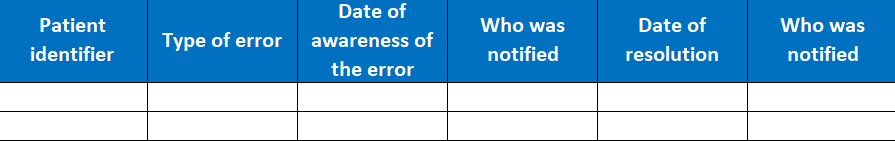 Patient
identifier
Type of error
Date of
awareness of
the error
Who was
notified
Date of
resolution
Who was
notified